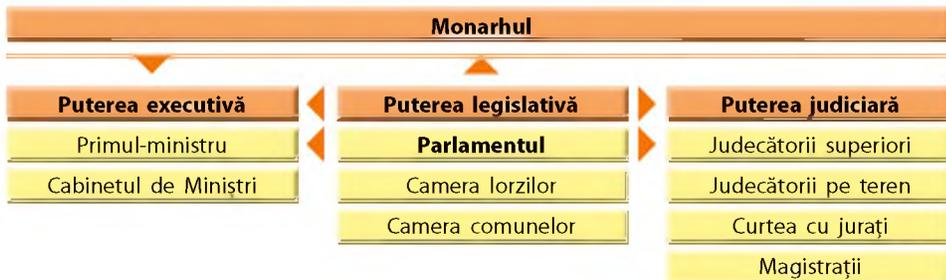 Monarhul
Puterea executivă
Primul-ministru
Cabinetul de Miniștri
Puterea legislativă
Parlamentul
Camera lorzilor
Camera comunelor
Puterea judiciară
Judecătorii superiori
Judecătorii pe teren
Curtea cu jurați
Magistrații